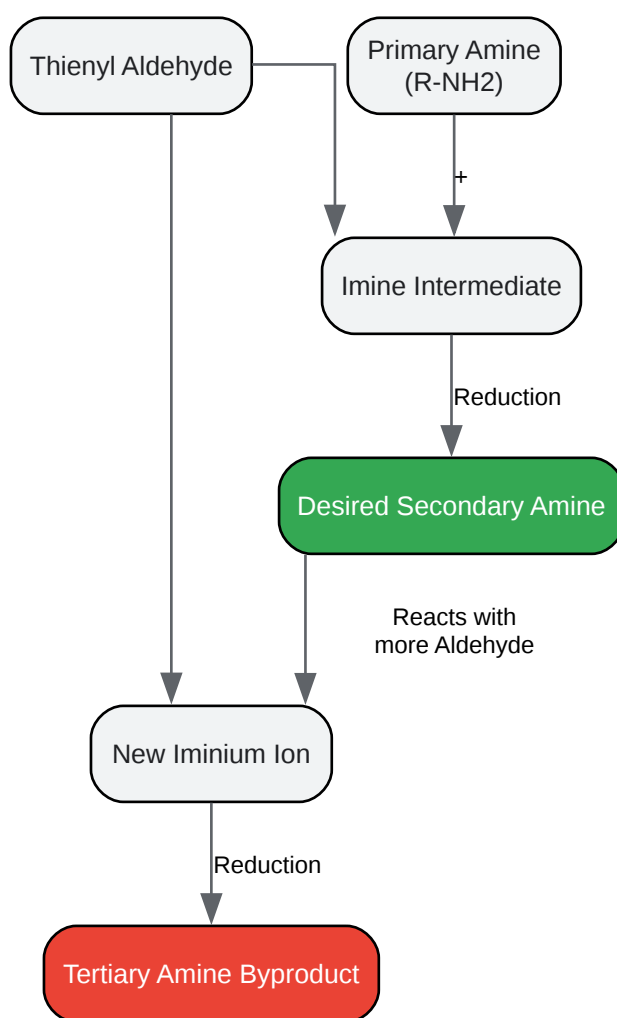 Thienyl Aldehyde
Primary Amine
(R-NH2)
+
Imine Intermediate
Reduction
Desired Secondary Amine
Reacts with
more Aldehyde
New Iminium Ion
Reduction
Tertiary Amine Byproduct